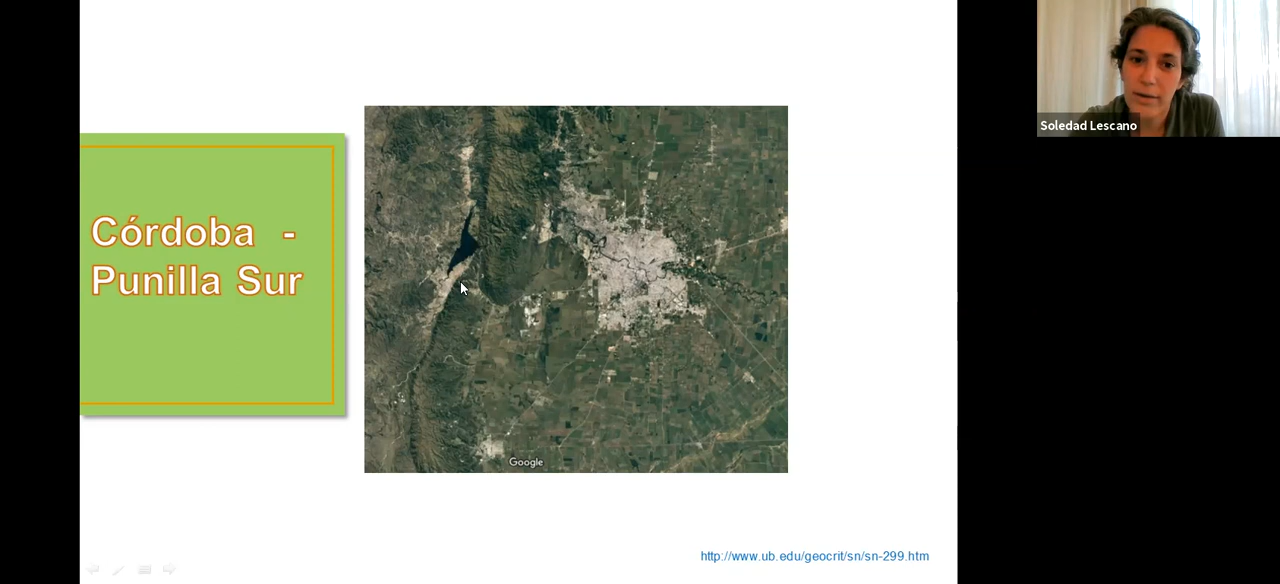 Soledad Lescano
Córdoba -
Punilla Sur
Google
http://www.ub.edu/geocrit/sn/sn-299.htm